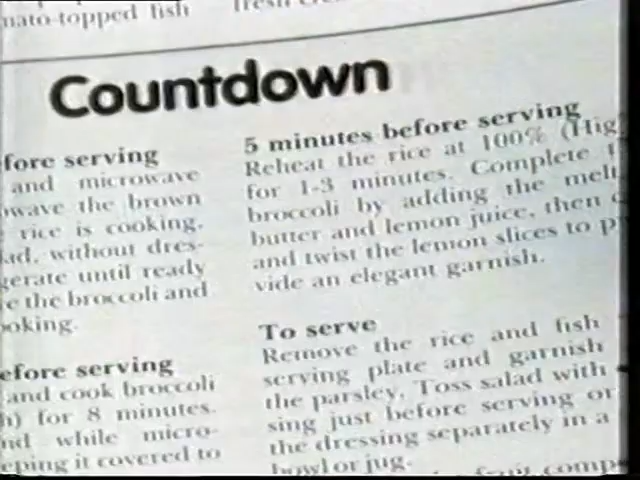 mato-topped fish
Countdown
fore serving
and microwave
wave the brown
rice is cooking.
ad, without dres-
gerate until ready
e the broccoli and
ooking.
efore serving
and cook broccoli
h) for 8 minutes.
nd while micro-
eping it covered to
5 minutes before serving
Reheat the rice at 100% (Hig
for 1-3 minutes. Complete t
broccoli by adding the melt
butter and lemon juice, then
and twist the lemon slices to p
vide an elegant garnish.
To serve
Remove the rice and fish
serving plate and garnish
the parsley. Toss salad with
sing just before serving or
the dressing separately in a
bowl or jug.
fruit comp